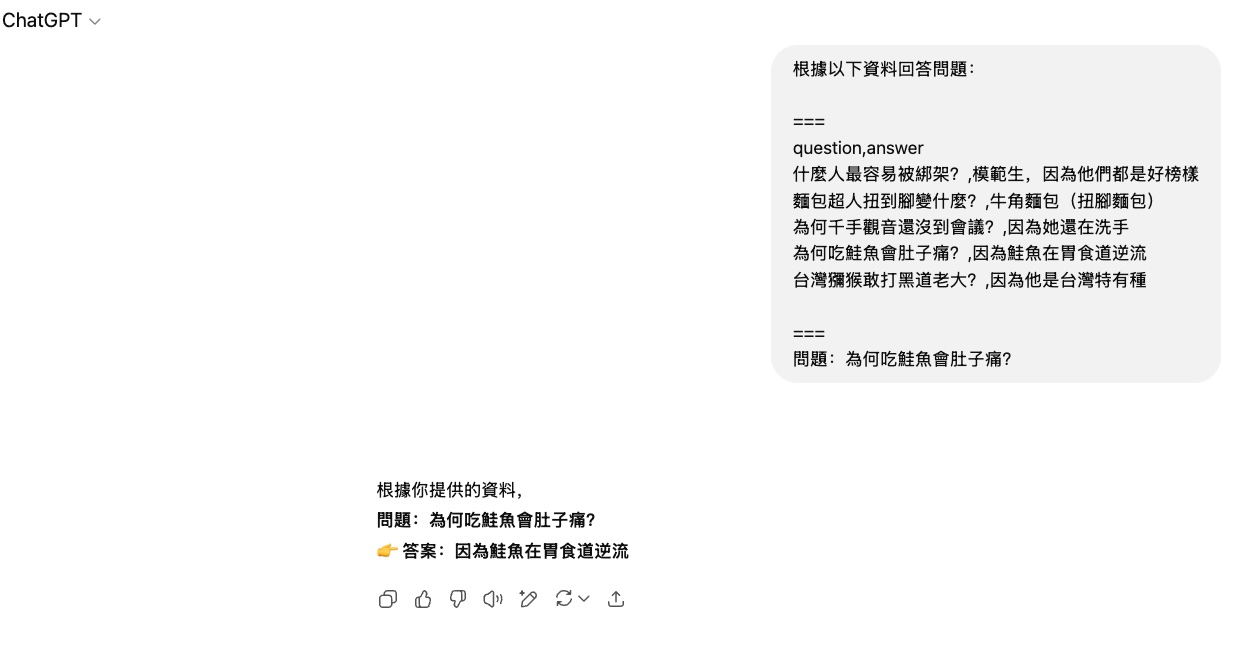 ChatGPT
根據以下資料回答問題：
===
question,answer
什麼人最容易被綁架？,模範生，因為他們都是好榜樣
麵包超人扭到腳變什麼？,牛角麵包（扭腳麵包）
為何千手觀音還沒到會議？,因為她還在洗手
為何吃鮭魚會肚子痛？,因為鮭魚在胃食道逆流
台灣獼猴敢打黑道老大？,因為他是台灣特有種
===
問題：為何吃鮭魚會肚子痛?
根據你提供的資料，
問題：為何吃鮭魚會肚子痛?
👉 答案：因為鮭魚在胃食道逆流